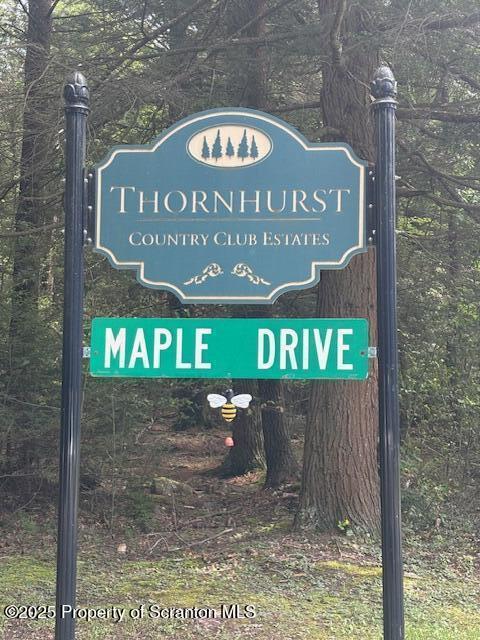 THORNHURST
COUNTRY CLUB ESTATES
MAPLE DRIVE
©2025 Property of Scranton MLS